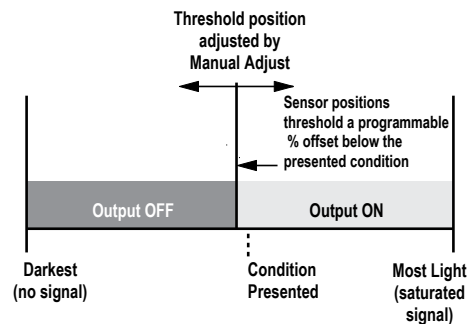 Threshold position
adjusted by
Manual Adjust
Sensor positions
threshold a programmable
% offset below the
presented condition
Output OFF
Output ON
Darkest
(no signal)
Condition
Presented
Most Light
(saturated
signal)